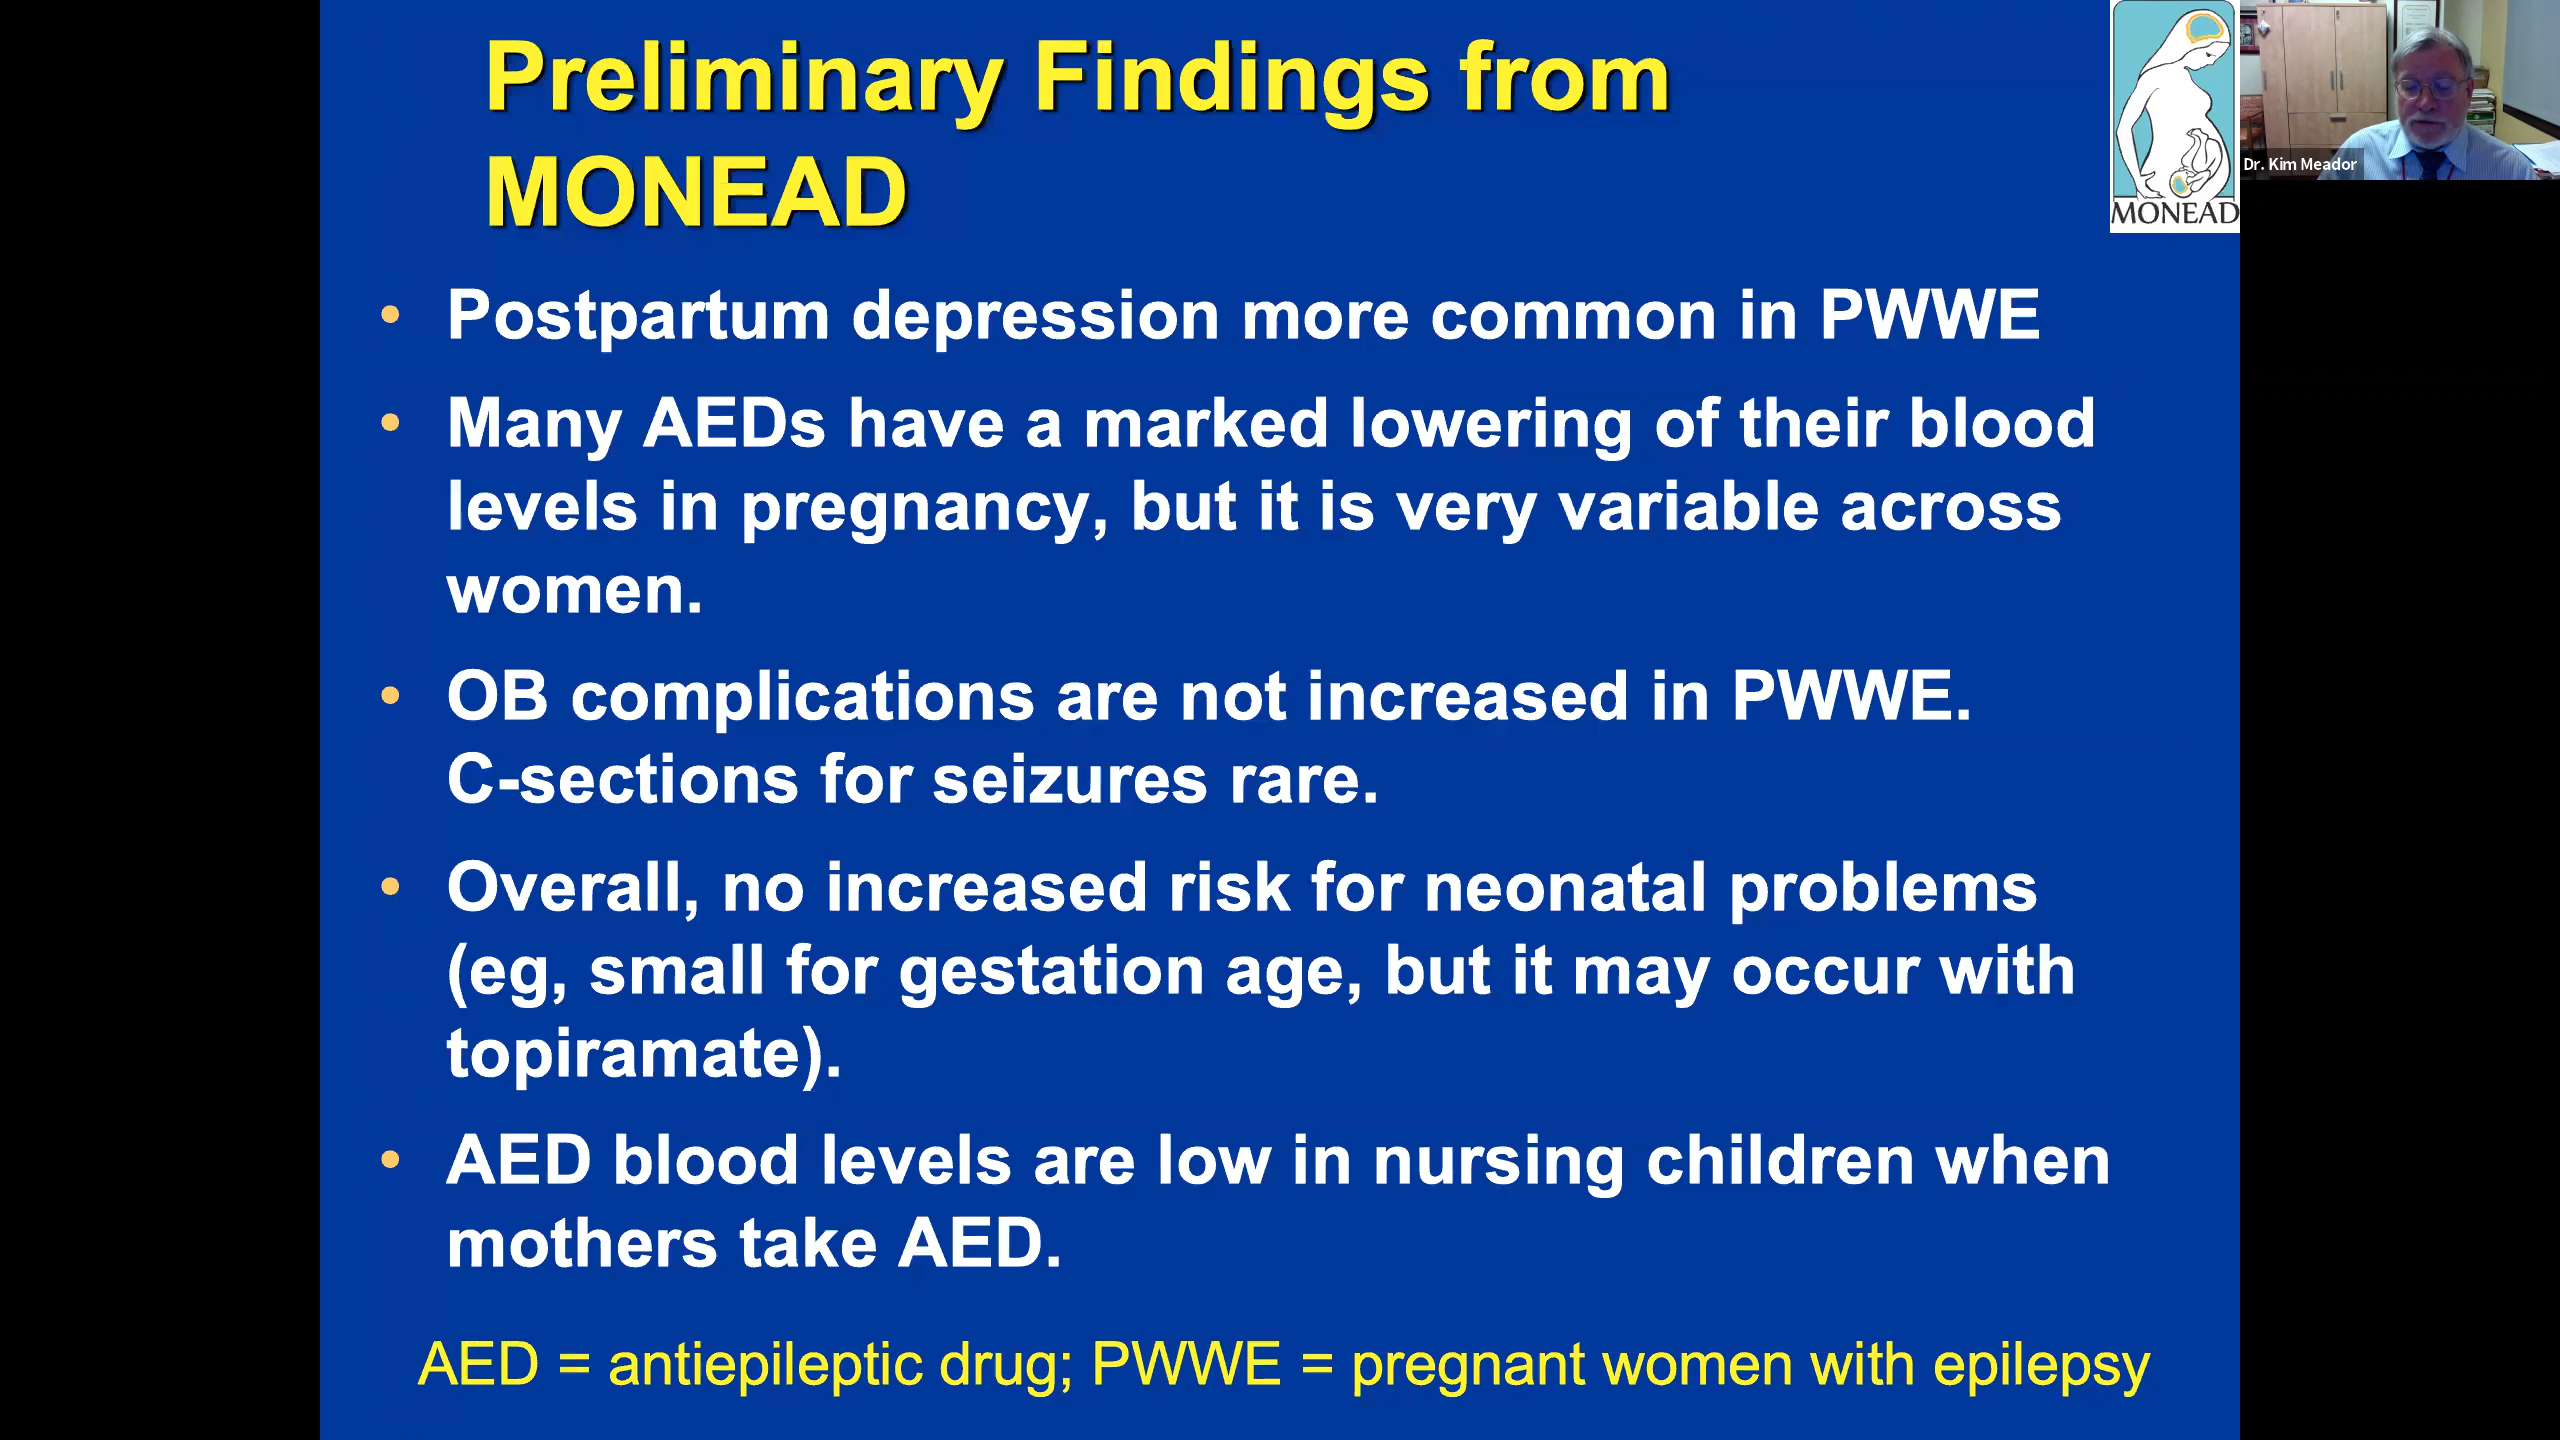 Preliminary Findings from
MONEAD
MONEAD
Dr. Kim Meador
• Postpartum depression more common in PWWE
• Many AEDs have a marked lowering of their blood
levels in pregnancy, but it is very variable across
women.
• OB complications are not increased in PWWE.
C-sections for seizures rare.
• Overall, no increased risk for neonatal problems
(eg, small for gestation age, but it may occur with
topiramate).
• AED blood levels are low in nursing children when
mothers take AED.
AED = antiepileptic drug; PWWE = pregnant women with epilepsy